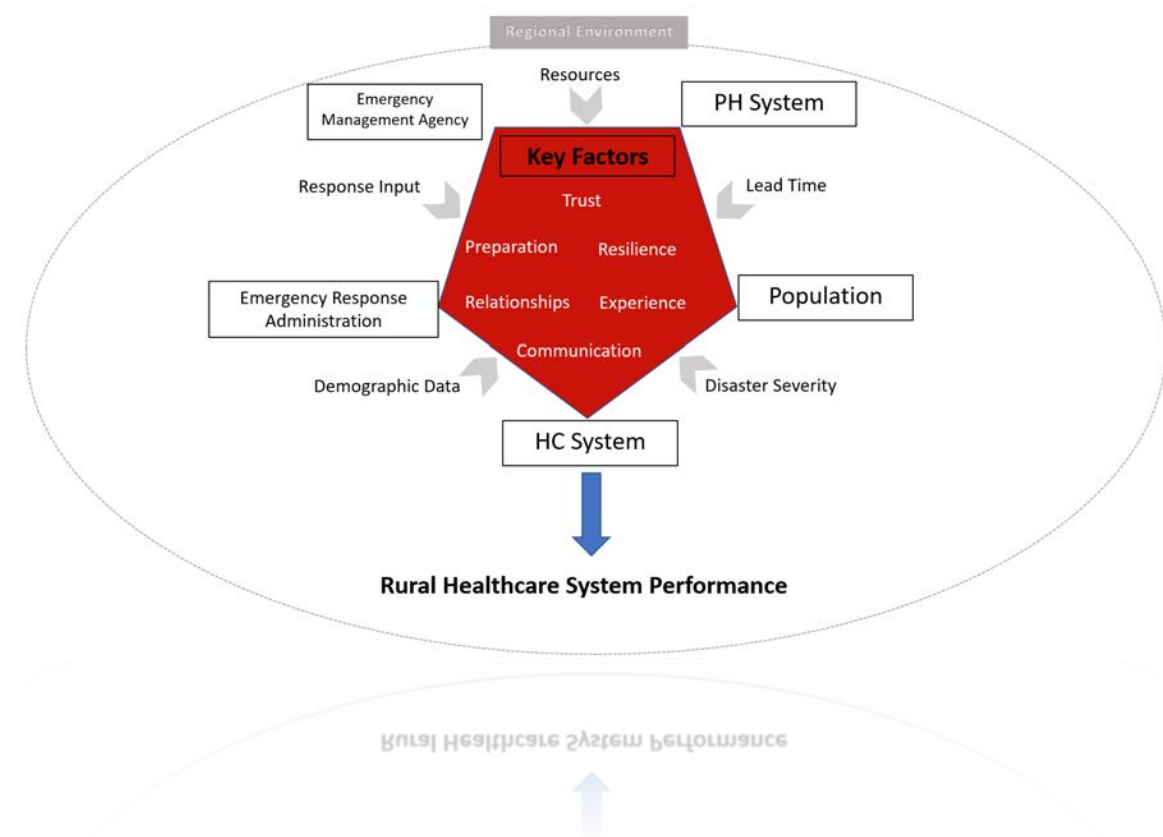 Regional Environment
Resources
Emergency
Management Agency
PH System
Key Factors
Response Input
Lead Time
Trust
Preparation
Resilience
Emergency Response
Administration
Relationships
Experience
Population
Communication
Demographic Data
Disaster Severity
HC System
Rural Healthcare System Performance
Rural Healthcare System Performance